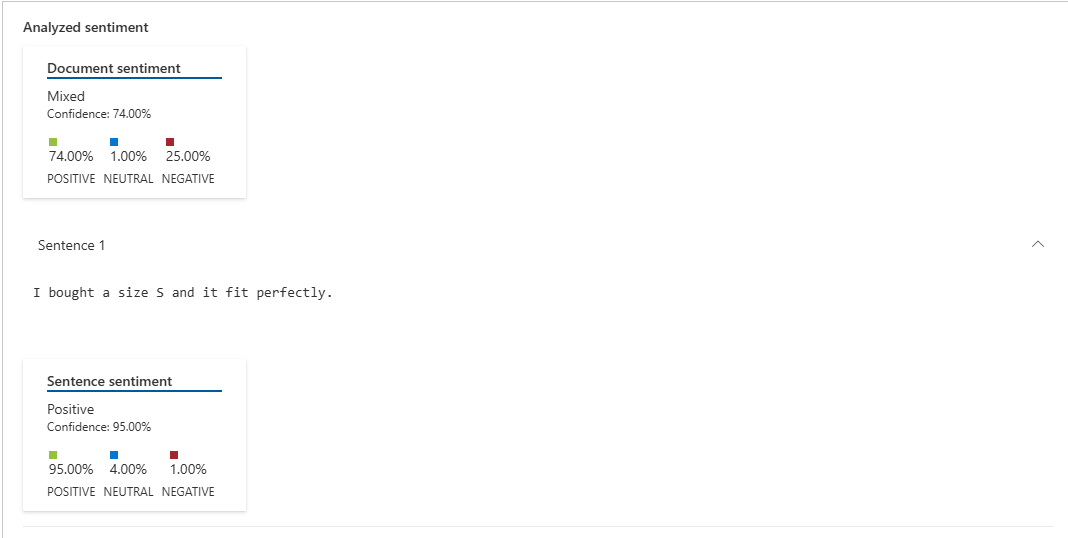 Analyzed sentiment
Document sentiment
Mixed
Confidence: 74.00%
74.00% 1.00% 25.00%
POSITIVE NEUTRAL NEGATIVE
Sentence 1
I bought a size S and it fit perfectly.
Sentence sentiment
Positive
Confidence: 95.00%
95.00% 4.00% 1.00%
POSITIVE NEUTRAL NEGATIVE